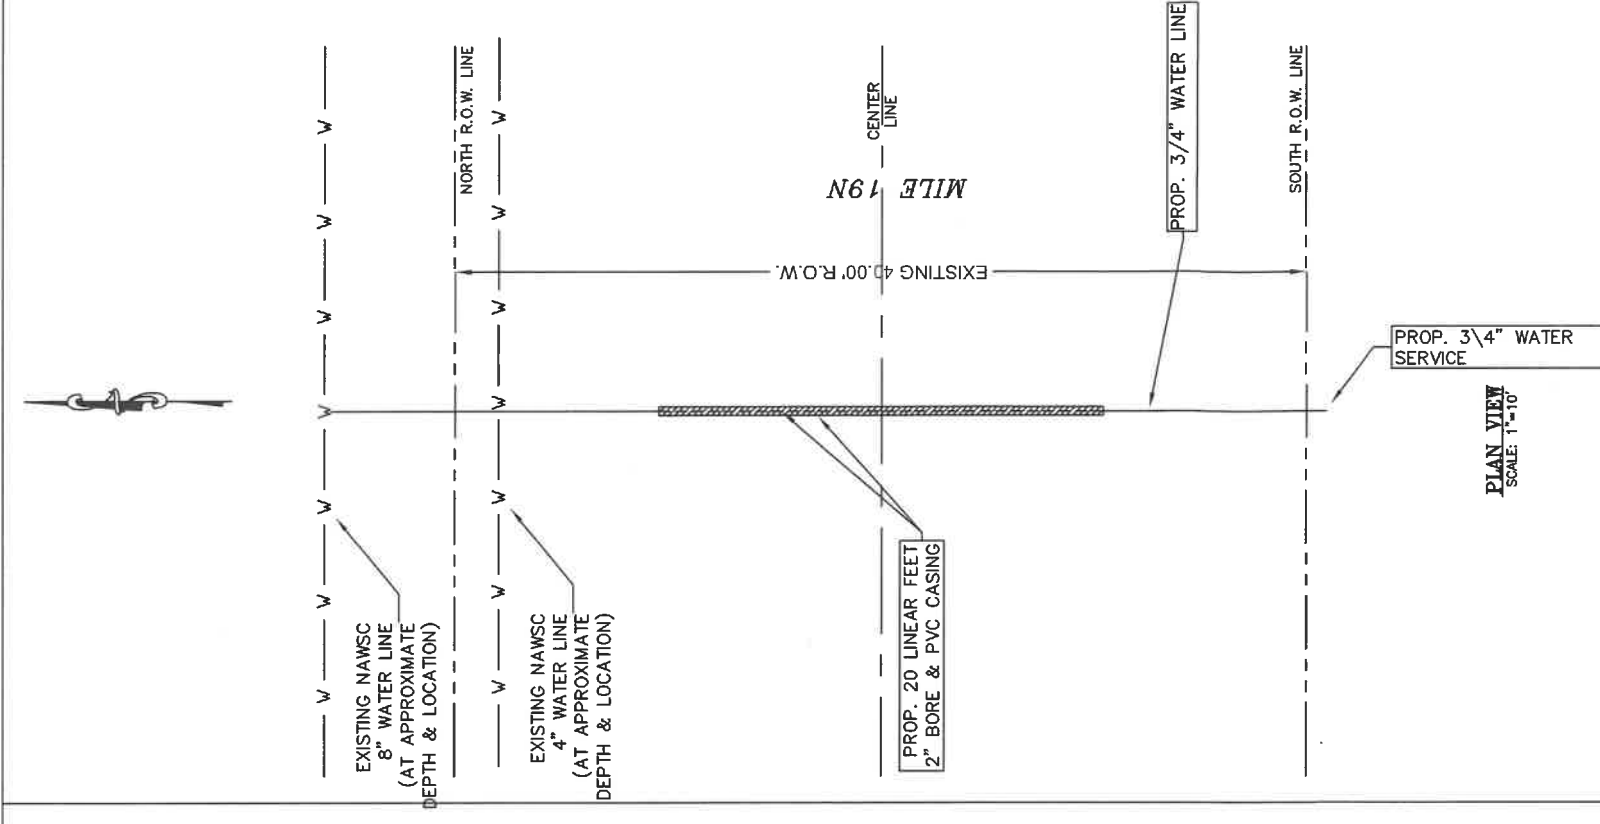 W W W W W W W
NORTH R.O.W. LINE
W W W W W W W
EXISTING NAWSC
8" WATER LINE
(AT APPROXIMATE
DEPTH & LOCATION)
EXISTING NAWSC
4" WATER LINE
(AT APPROXIMATE
DEPTH & LOCATION)
CENTER
LINE
MILE 19N
EXISTING 40.00' R.O.W.
PROP. 20 LINEAR FEET
2" BORE & PVC CASING
PROP. 3/4" WATER LINE
SOUTH R.O.W. LINE
PROP. 3\4" WATER
SERVICE
PLAN VIEW
SCALE: 1"=10'